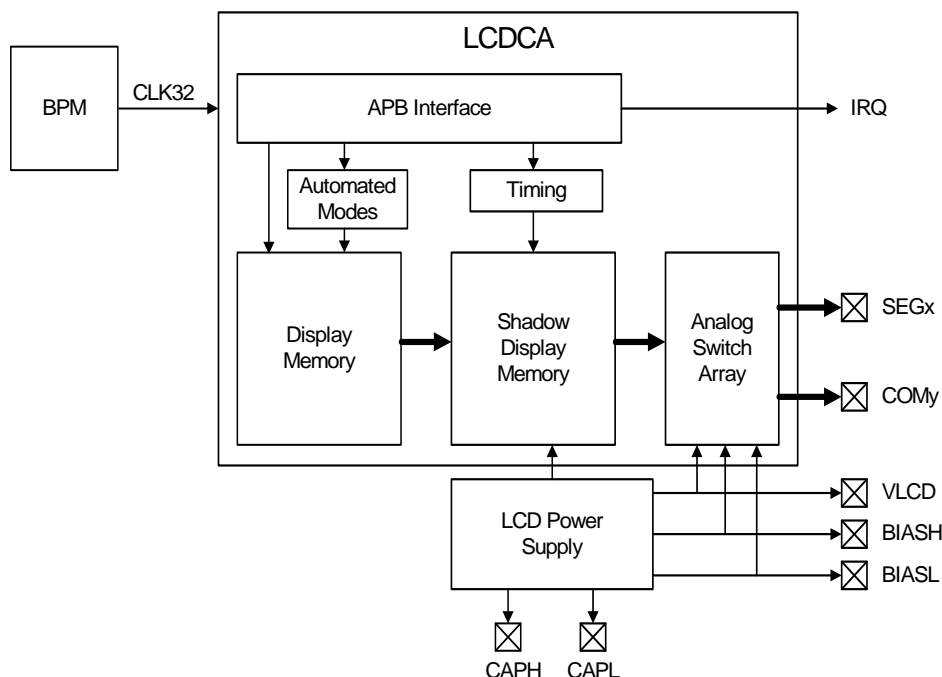 LCDCA
BPM
CLK32
APB Interface
IRQ
Automated
Modes
Timing
Display
Memory
Shadow
Display
Memory
Analog
Switch
Array
SEGx
COMy
LCD Power
Supply
VLCD
BIASH
BIASL
CAPH
CAPL